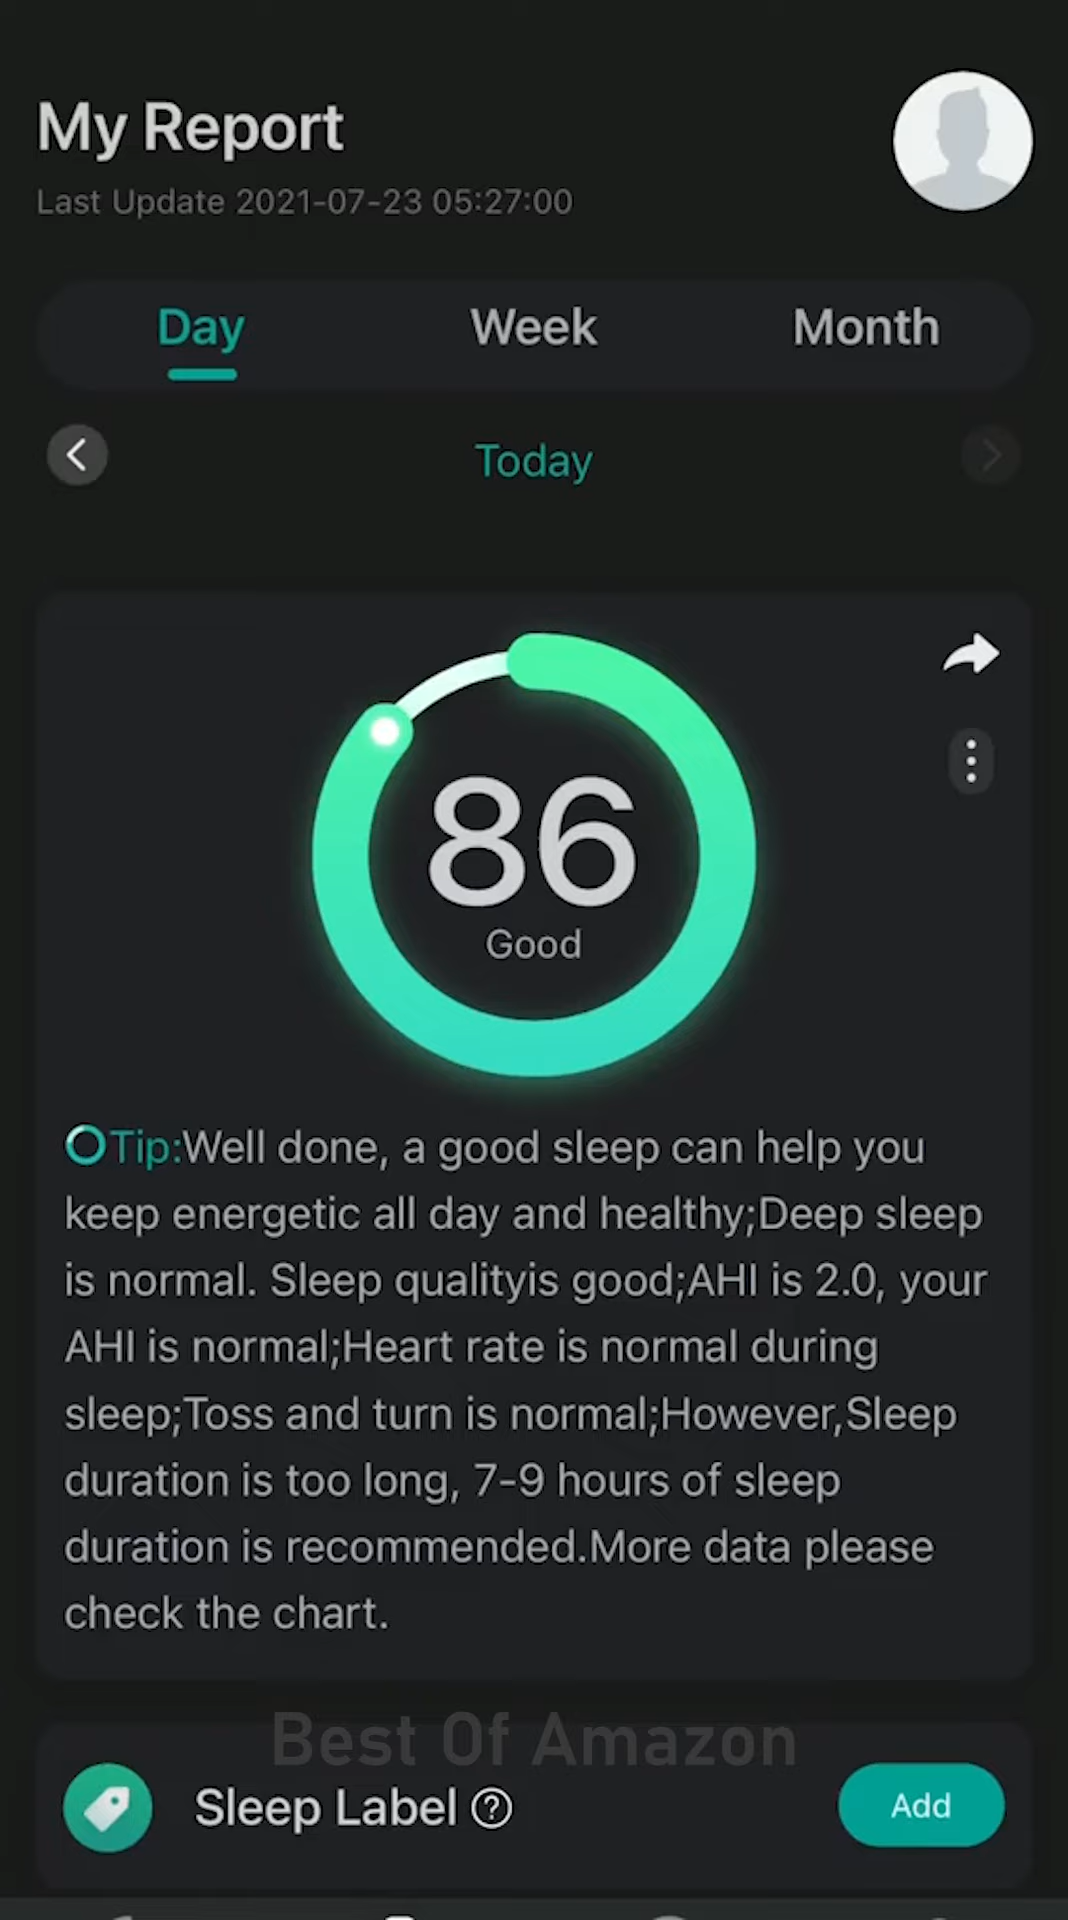 My Report
Last Update 2021-07-23 05:27:00
Day
Week
Month
Today
86
Good
Tip:Well done, a good sleep can help you
keep energetic all day and healthy;Deep sleep
is normal. Sleep qualityis good;AHI is 2.0, your
AHI is normal;Heart rate is normal during
sleep;Toss and turn is normal;However,Sleep
duration is too long, 7-9 hours of sleep
duration is recommended.More data please
check the chart.
Best Of Amazon
Sleep Label ?
Add